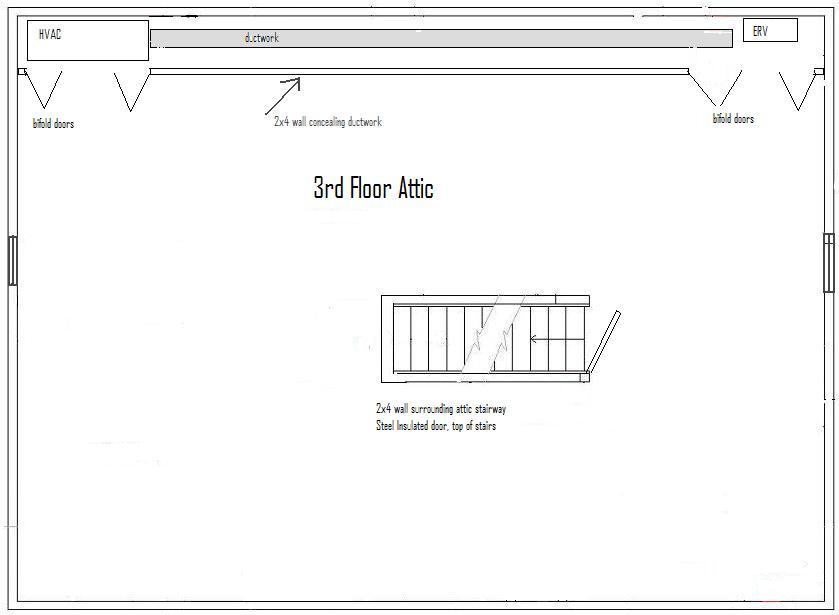 HVAC
ductwork
ERV
bifold doors
2x4 wall concealing ductwork
bifold doors
3rd Floor Attic
2x4 wall surrounding attic stairway
Steel Insulated door, top of stairs